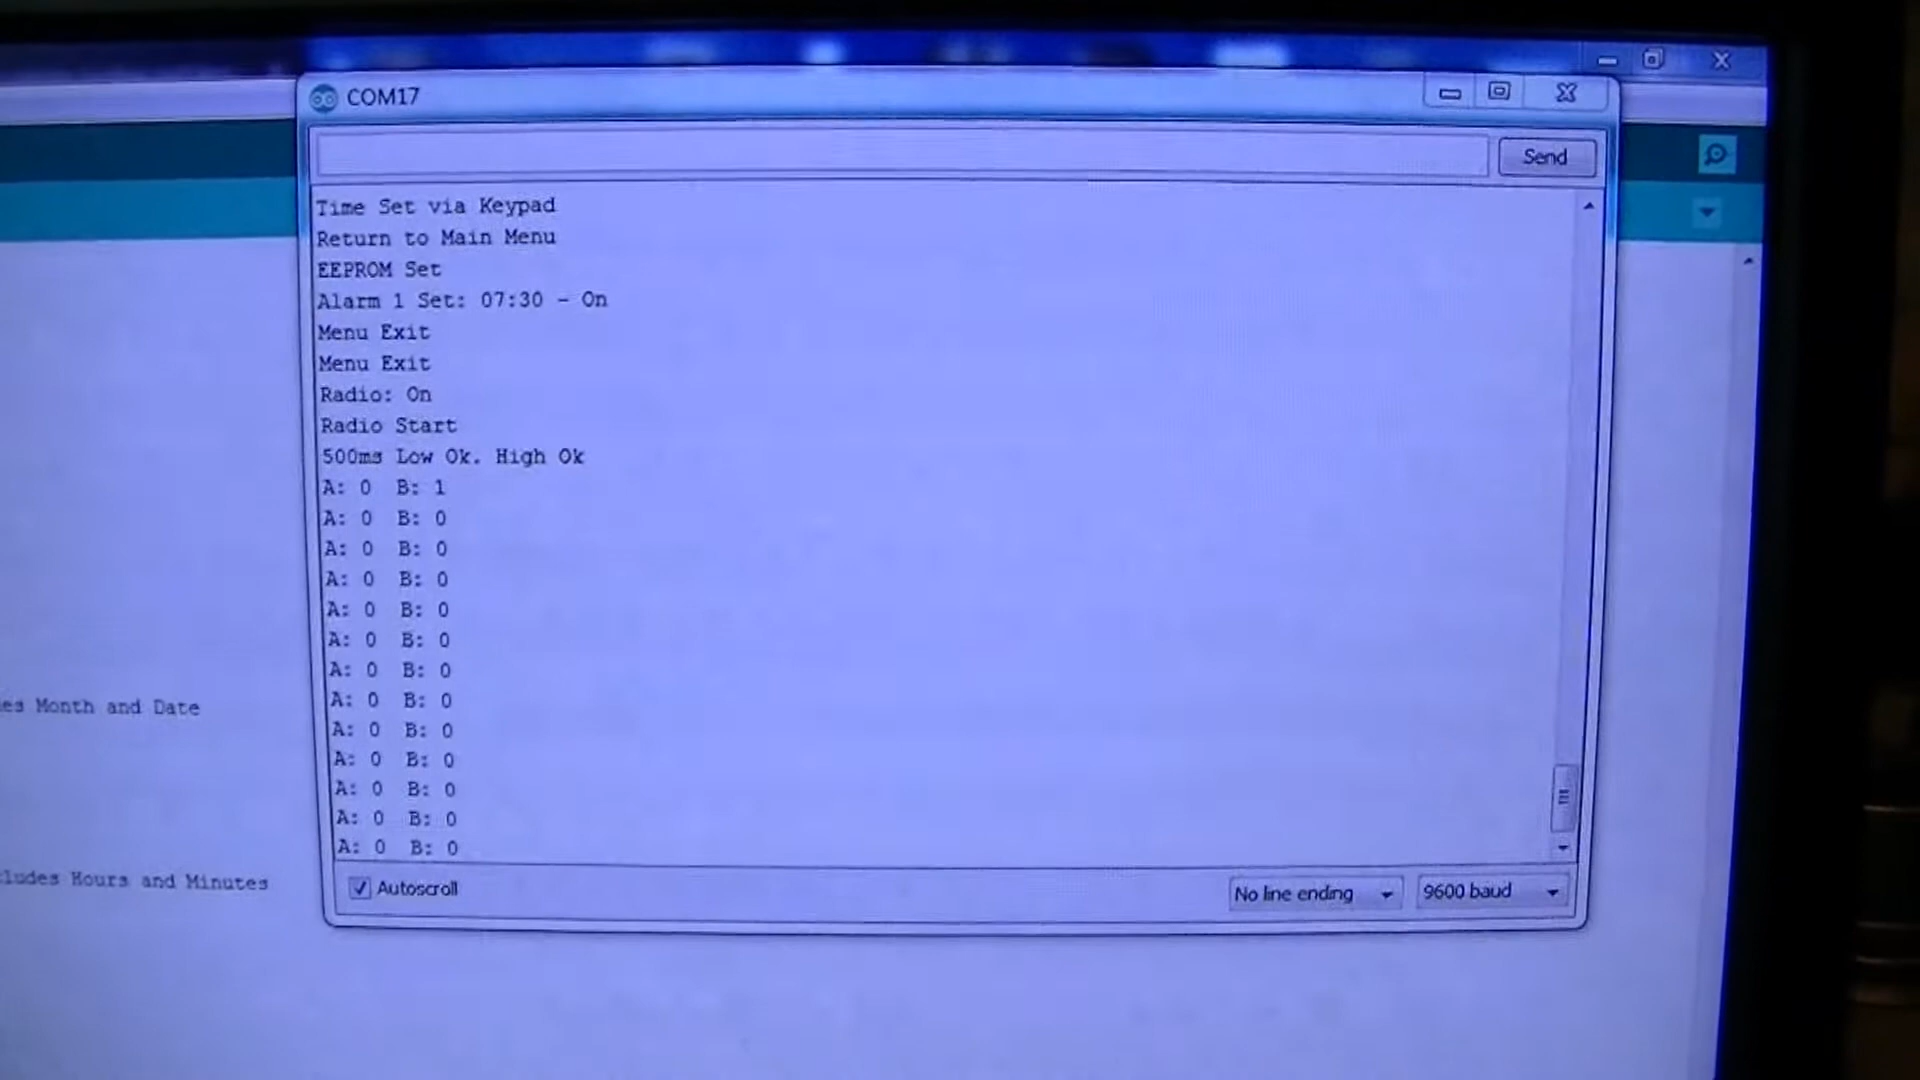 COM17
Send
Time Set via Keypad
Return to Main Menu
EEPROM Set
Alarm 1 Set: 07:30 - On
Menu Exit
Menu Exit
Radio: On
Radio Start
500ms Low Ok. High Ok
A: 0  B: 1
A: 0  B: 0
A: 0  B: 0
A: 0  B: 0
A: 0  B: 0
A: 0  B: 0
A: 0  B: 0
A: 0  B: 0
A: 0  B: 0
A: 0  B: 0
A: 0  B: 0
A: 0  B: 0
A: 0  B: 0
Autoscroll
No line ending
9600 baud
es Month and Date
ludes Hours and Minutes